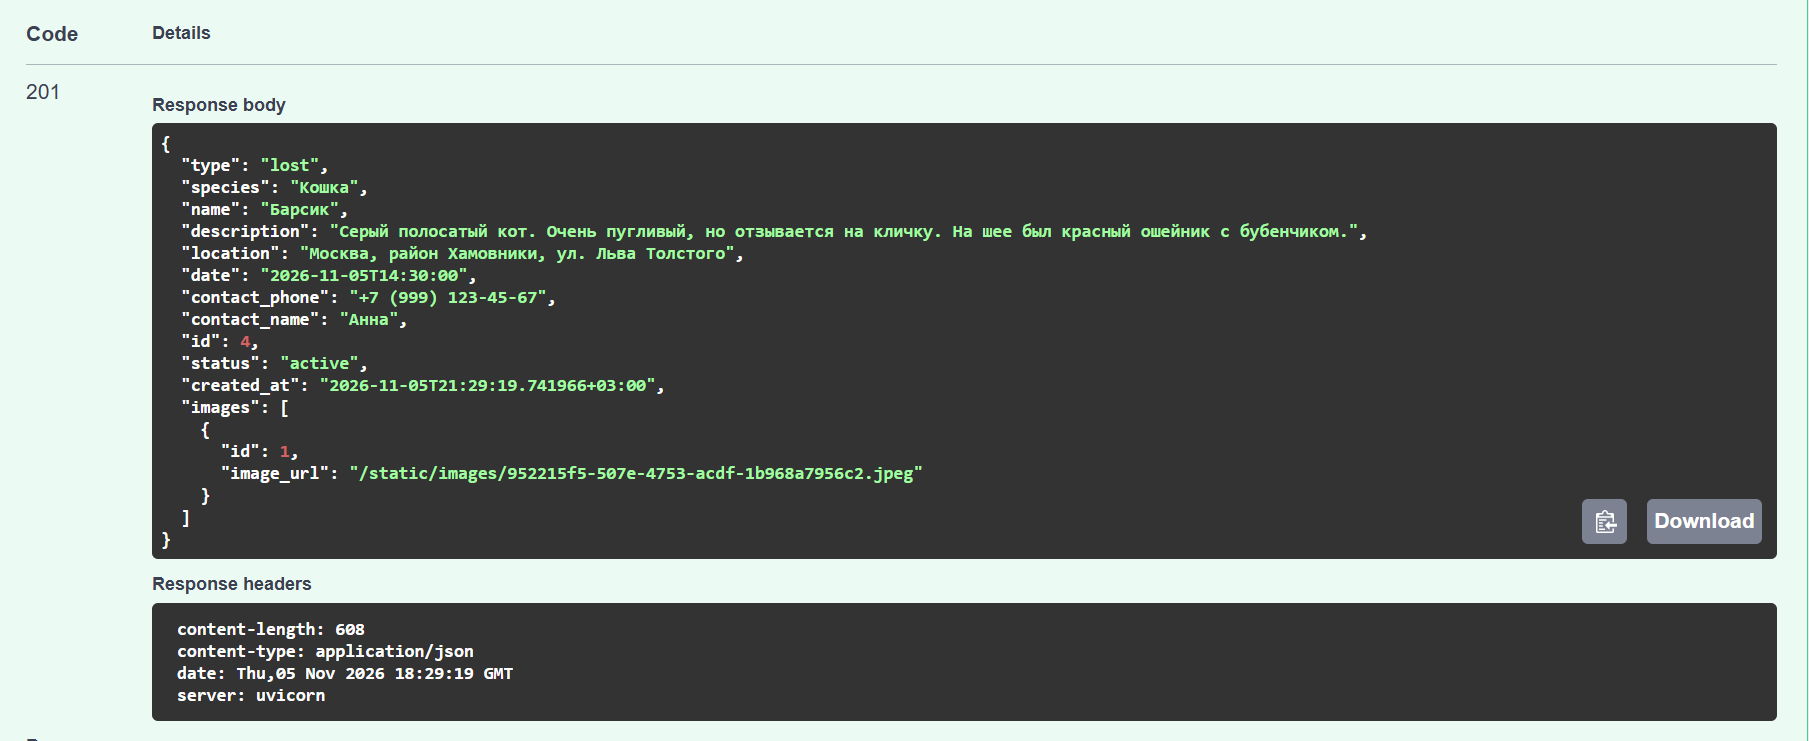 Code Details
201
Response body
{
  "type": "lost",
  "species": "Кошка",
  "name": "Барсик",
  "description": "Серый полосатый кот. Очень пугливый, но отзывается на кличку. На шее был красный ошейник с бубенчиком.",
  "location": "Москва, район Хамовники, ул. Льва Толстого",
  "date": "2026-11-05T14:30:00",
  "contact_phone": "+7 (999) 123-45-67",
  "contact_name": "Анна",
  "id": 4,
  "status": "active",
  "created_at": "2026-11-05T21:29:19.741966+03:00",
  "images": [
    {
      "id": 1,
      "image_url": "/static/images/952215f5-507e-4753-acdf-1b968a7956c2.jpeg"
    }
  ]
}
Download
Response headers
content-length: 608
content-type: application/json
date: Thu,05 Nov 2026 18:29:19 GMT
server: uvicorn